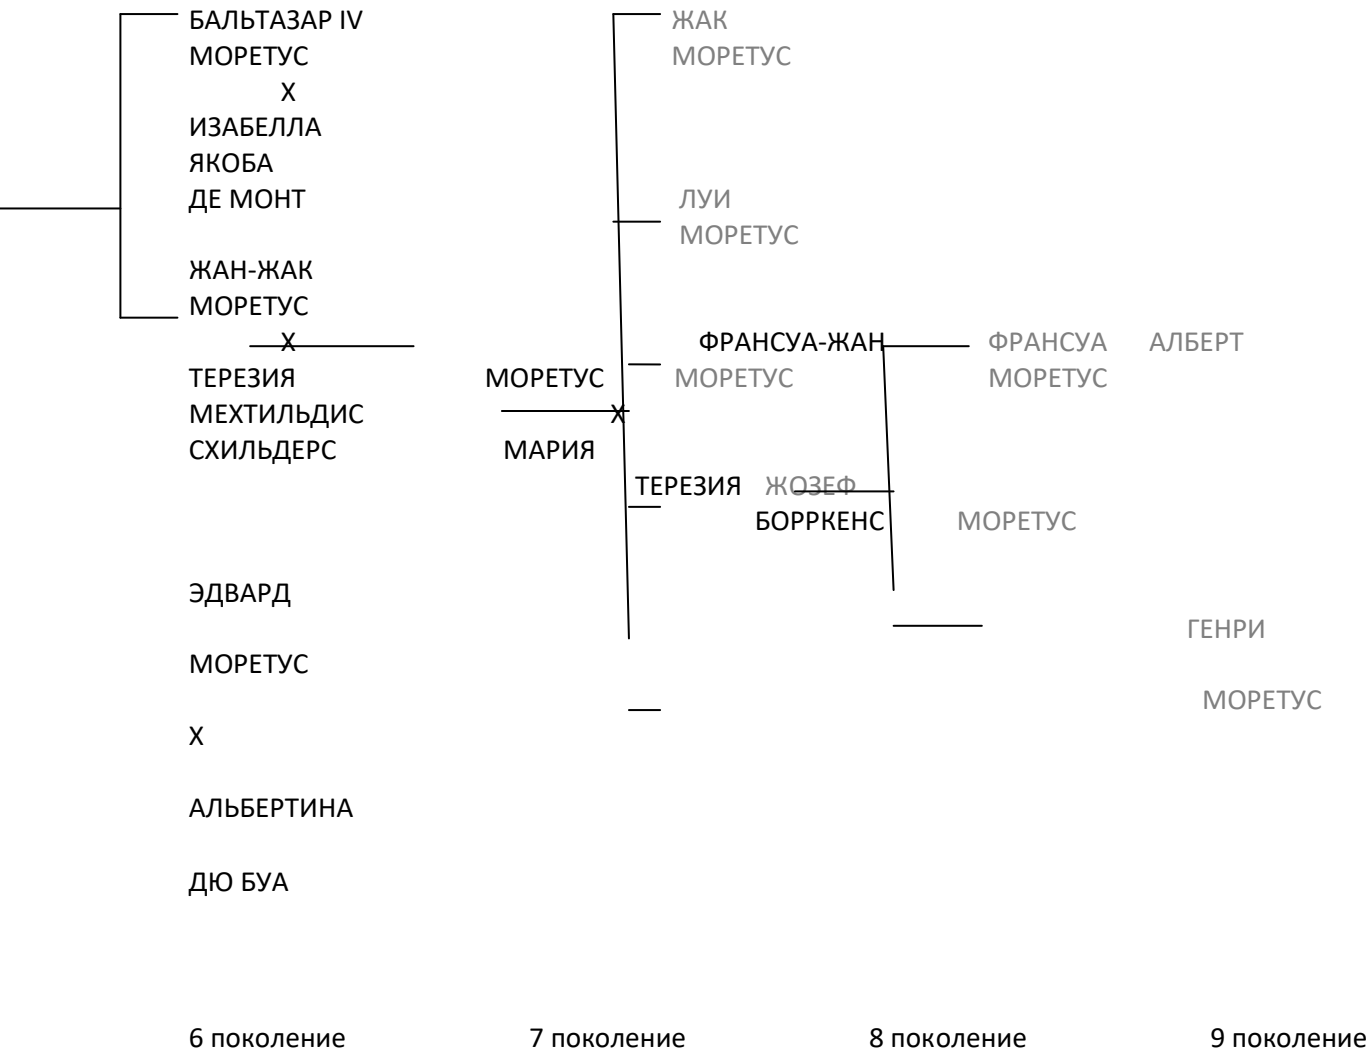 БАЛЬТАЗАР IV ЖАК
МОРЕТУС МОРЕТУС
Х
ИЗАБЕЛЛА
ЯКОБА
ДЕ МОНТ ЛУИ
МОРЕТУС
ЖАН-ЖАК
МОРЕТУС
Х ФРАНСУА-ЖАН ФРАНСУА АЛБЕРТ
ТЕРЕЗИЯ МОРЕТУС МОРЕТУС МОРЕТУС
МЕХТИЛЬДИС Х
СХИЛЬДЕРС МАРИЯ
ТЕРЕЗИЯ ЖОЗЕФ
БОРРКЕНС МОРЕТУС
ЭДВАРД
ГЕНРИ
МОРЕТУС
МОРЕТУС
Х
АЛЬБЕРТИНА
ДЮ БУА
6 поколение 7 поколение 8 поколение 9 поколение